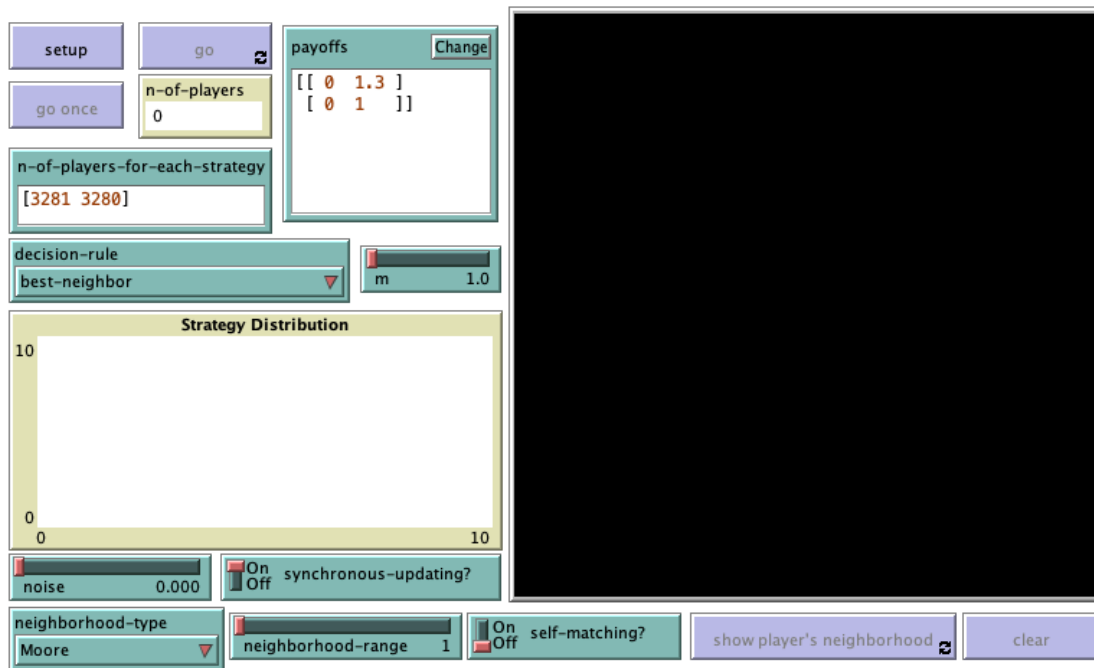 setup
go
payoffs
Change
[[ 0 1.3 ]
[ 0 1 ]]
go once
n-of-players
0
n-of-players-for-each-strategy
[3281 3280]
decision-rule
best-neighbor
m 1.0
Strategy Distribution
10
0
0 10
noise 0.000
On
Off
synchronous-updating?
neighborhood-type
Moore
neighborhood-range 1
On
Off
self-matching?
show player's neighborhood
clear